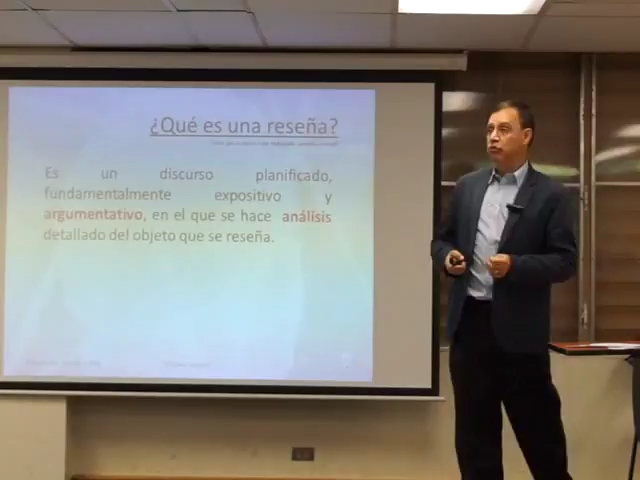 ¿Qué es una reseña?
Es un discurso planificado,
fundamentalmente expositivo y
argumentativo, en el que se hace análisis
detallado del objeto que se reseña.